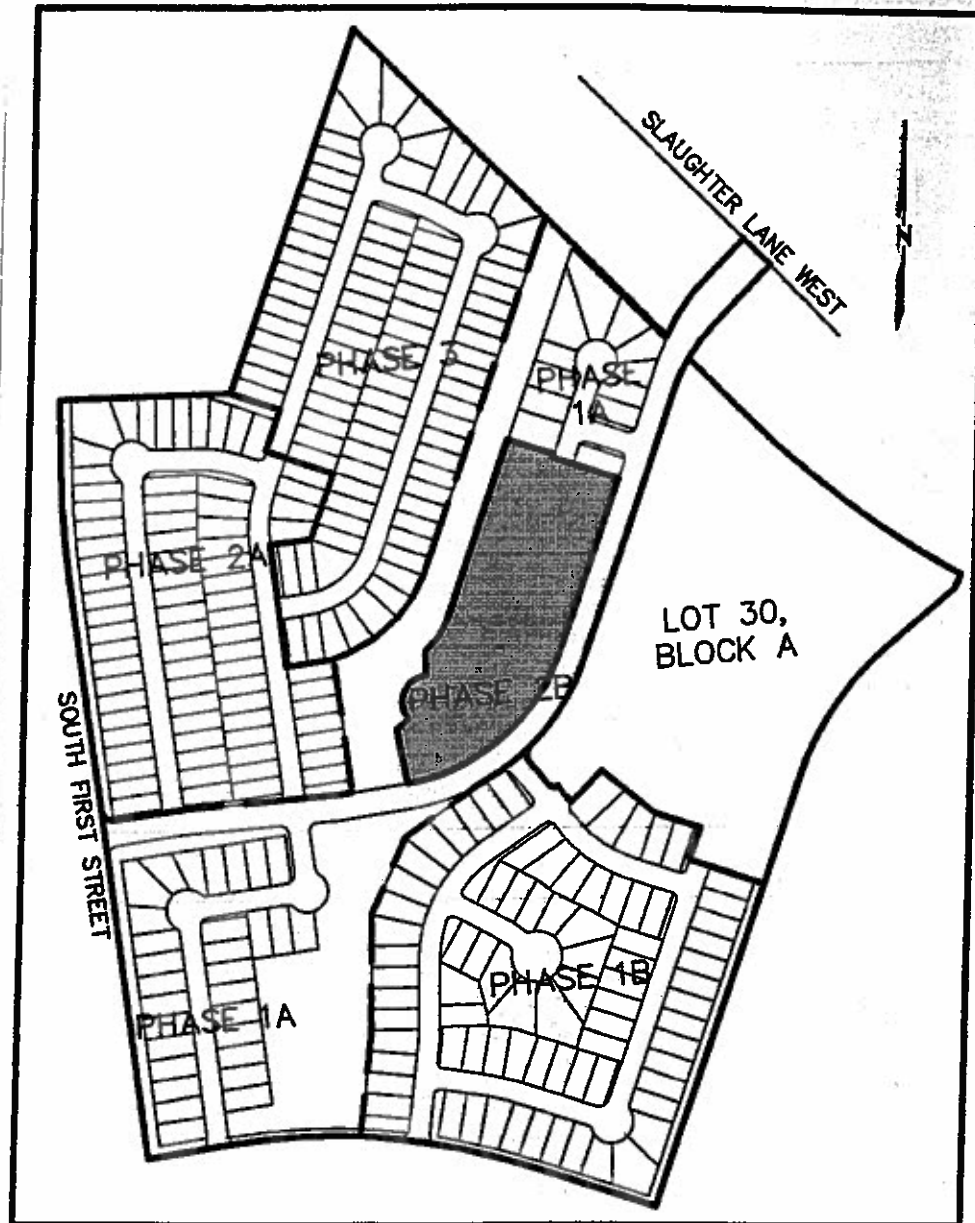 SLAUGHTER LANE WEST
N
PHASE 3
PHASE
1A
PHASE 2A
LOT 30,
BLOCK A
PHASE 2B
SOUTH FIRST STREET
PHASE 1B
PHASE 1A